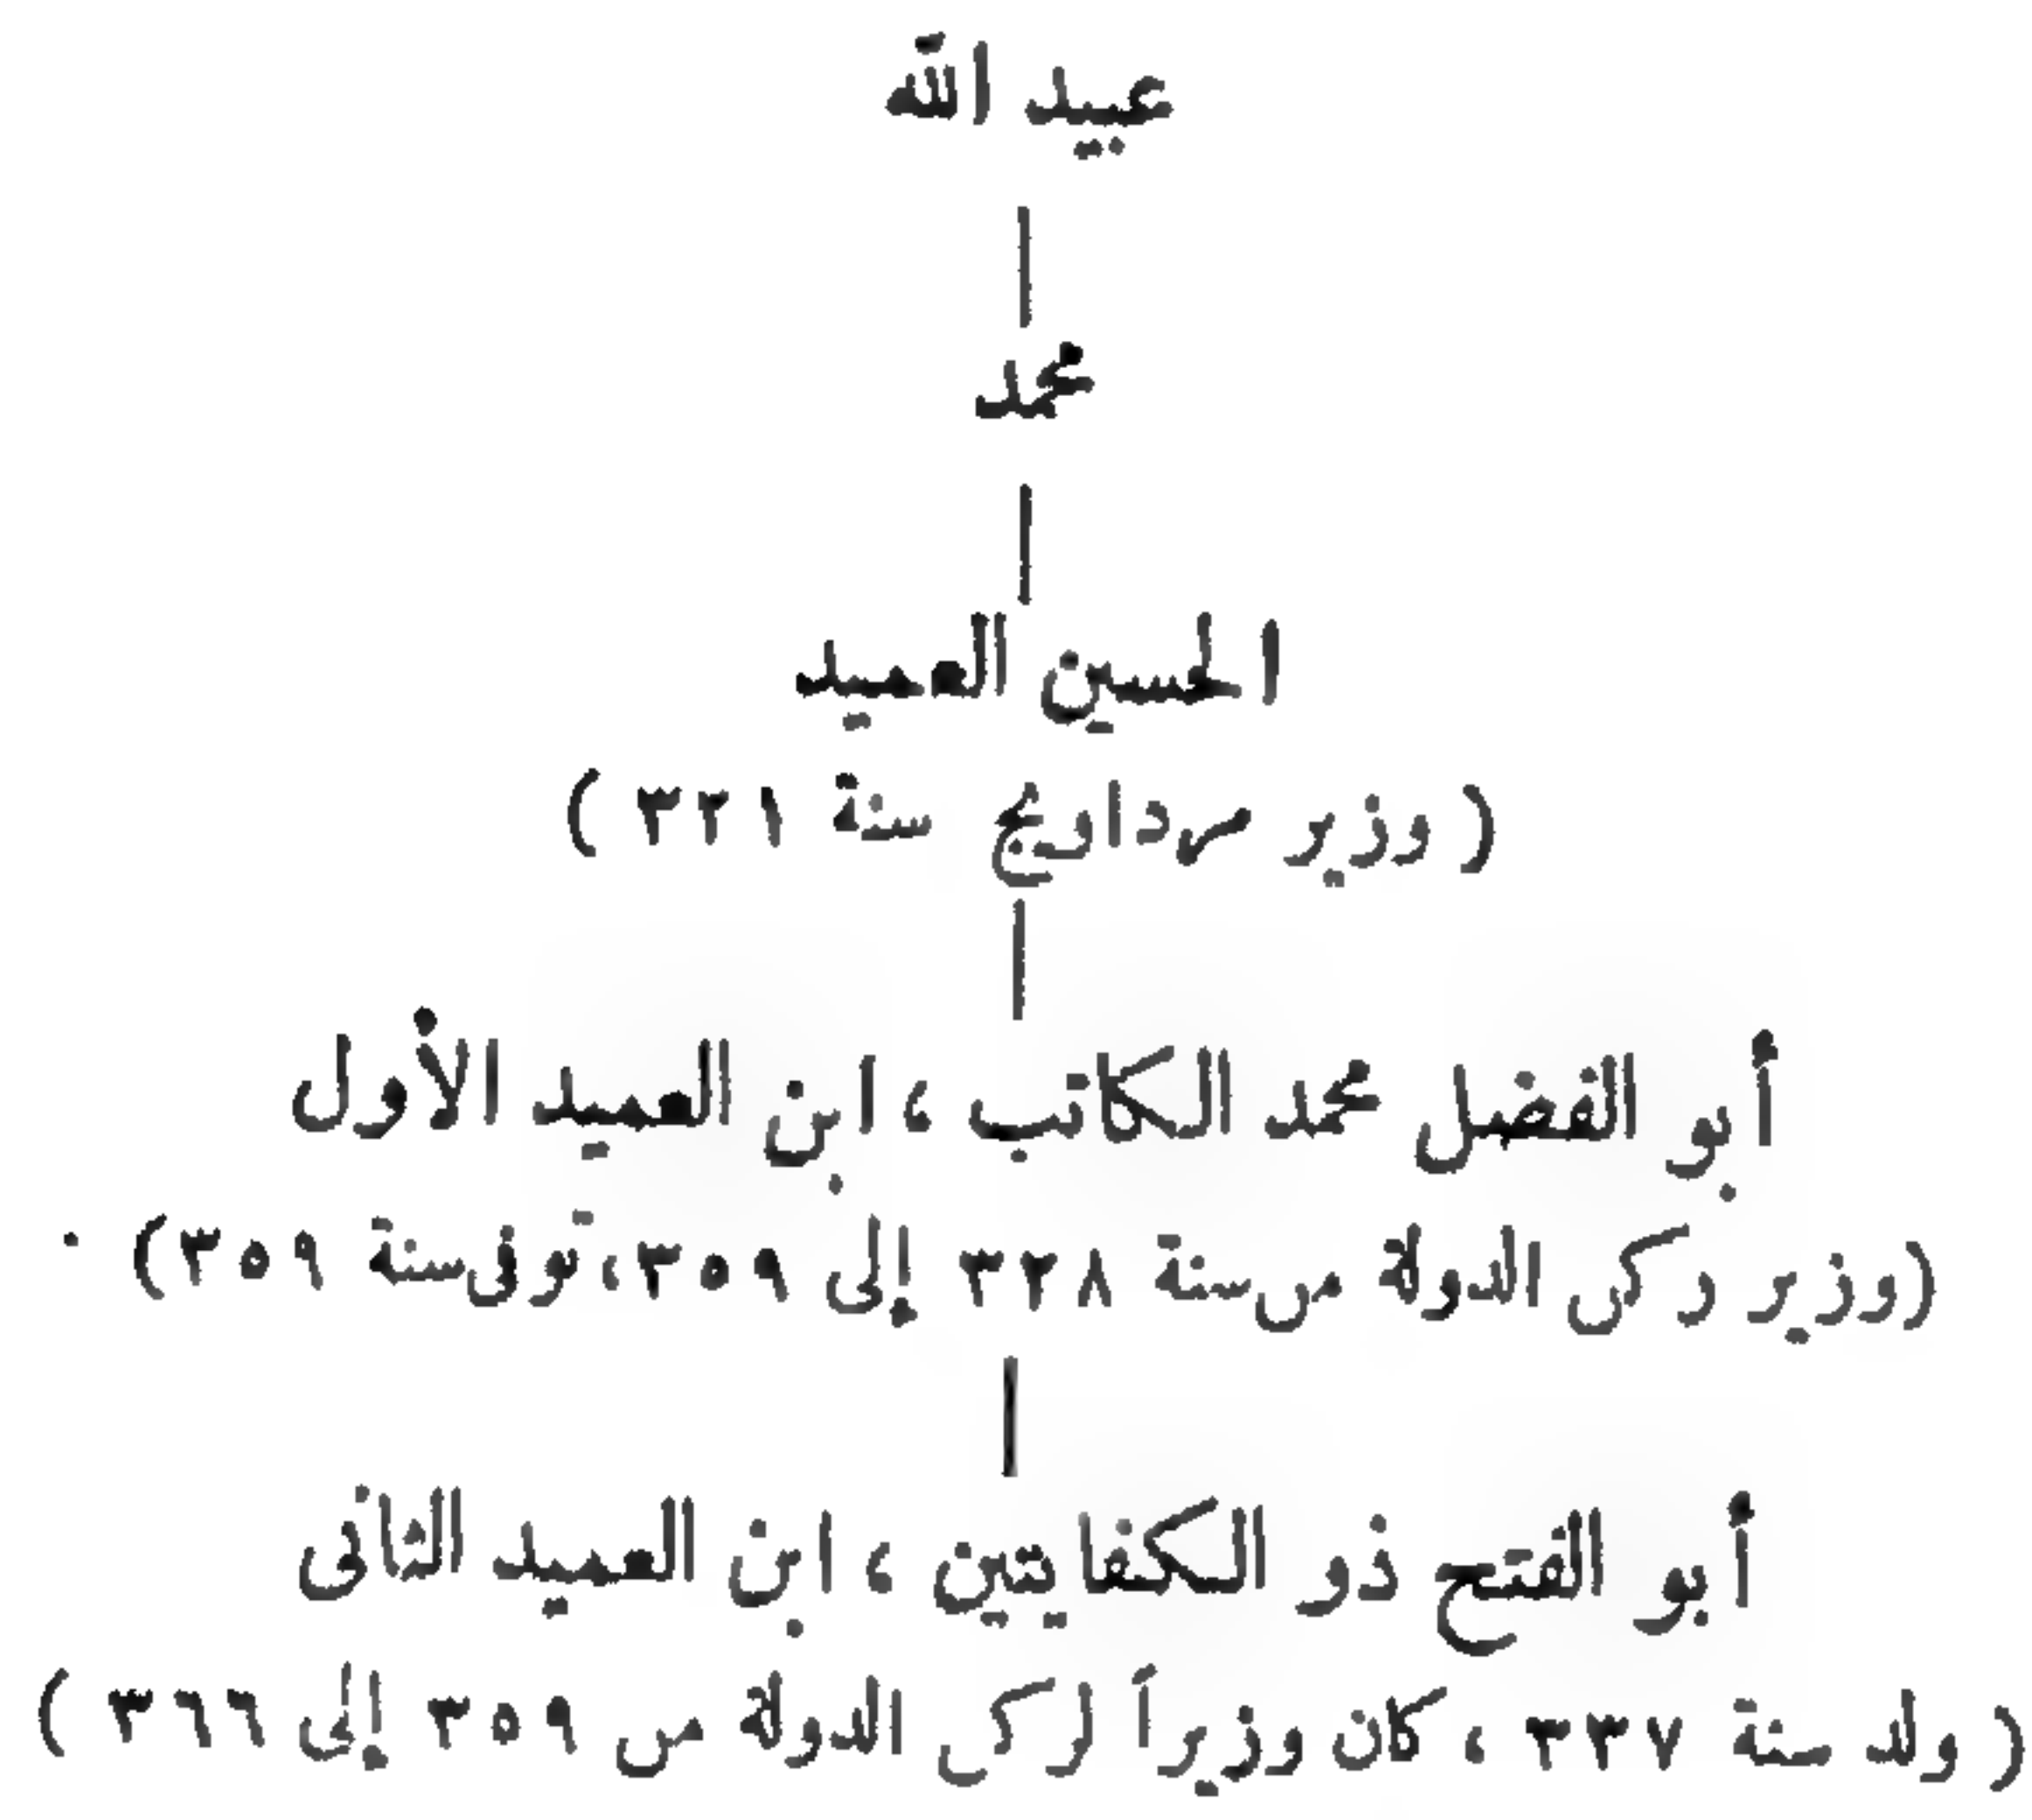 عبيد الله
محمد
الحسين العميد
( وزير مرداويج سنة ٣٢١ )
أبو الفضل محمد الكاتب ، ابن العميد الأول
(وزير ركن الدولة من سنة ٣٢٨ إلى ٣٥٩، توفى سنة ٣٥٩) .
أبو الفتح ذو الكفايتين ، ابن العميد الثانى
( ولد سنة ٣٣٧ ، كان وزيراً لركن الدولة من ٣٥٩ إلى ٣٦٦ )